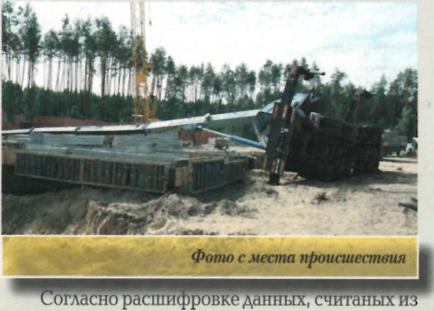 Фото с места происшествия
Согласно расшифровке данных, считаных из